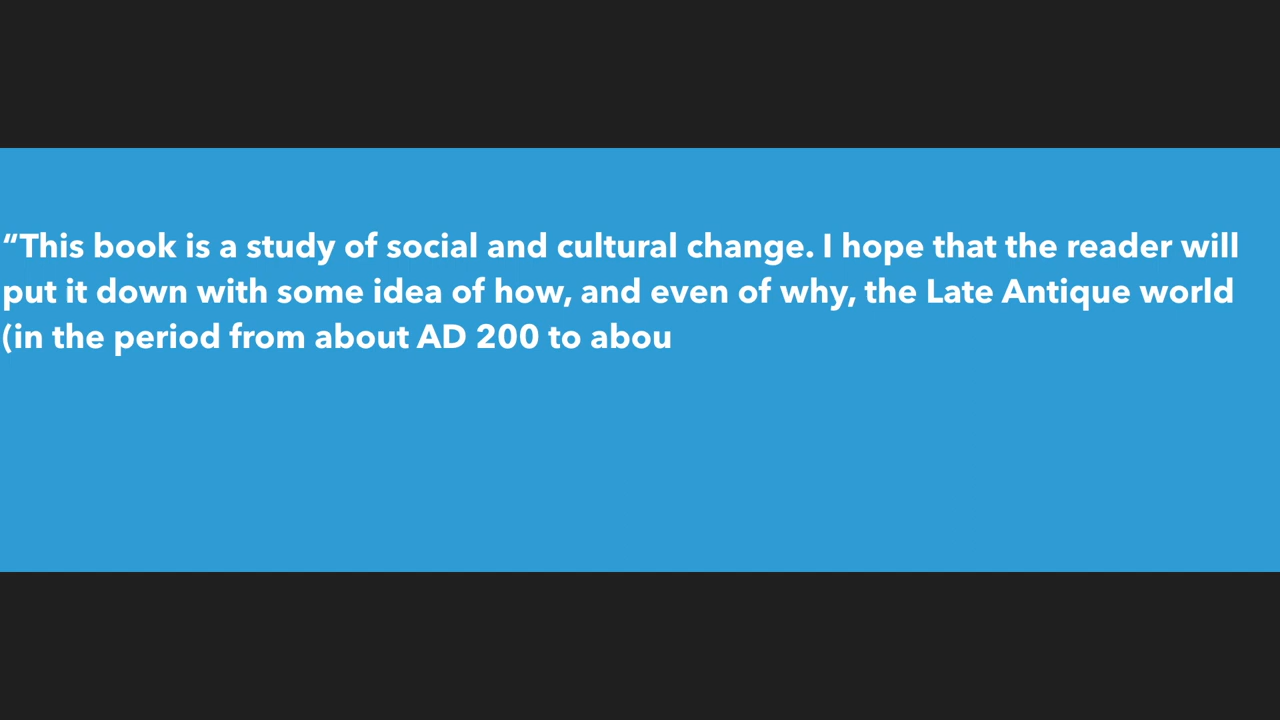 “This book is a study of social and cultural change. I hope that the reader will
put it down with some idea of how, and even of why, the Late Antique world
(in the period from about AD 200 to abou